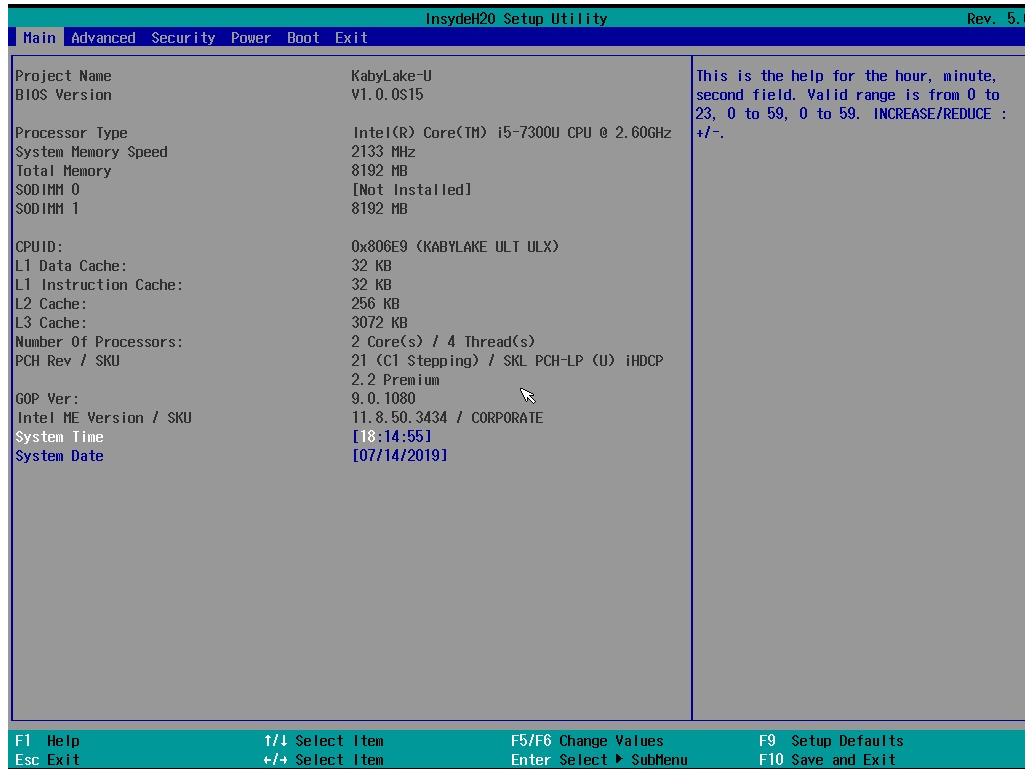 InsydeH20 Setup Utility Rev. 5.
Main Advanced Security Power Boot Exit
Project Name KabyLake-U
BIOS Version V1.0.0S15
Processor Type Intel(R) Core(TM) i5-7300U CPU @ 2.60GHz
System Memory Speed 2133 MHz
Total Memory 8192 MB
SODIMM 0 [Not Installed]
SODIMM 1 8192 MB
CPUID: 0x806E9 (KABYLAKE ULT ULX)
L1 Data Cache: 32 KB
L1 Instruction Cache: 32 KB
L2 Cache: 256 KB
L3 Cache: 3072 KB
Number Of Processors: 2 Core(s) / 4 Thread(s)
PCH Rev / SKU 21 (C1 Stepping) / SKL PCH-LP (U) iHDCP
2.2 Premium
GOP Ver: 9.0.1080
Intel ME Version / SKU 11.8.50.3434 / CORPORATE
System Time [18:14:55]
System Date [07/14/2019]
This is the help for the hour, minute,
second field. Valid range is from 0 to
23, 0 to 59, 0 to 59. INCREASE/REDUCE :
+/-.
F1 Help ↑/↓ Select Item F5/F6 Change Values F9 Setup Defaults
Esc Exit ←/→ Select Item Enter Select ▶ SubMenu F10 Save and Exit